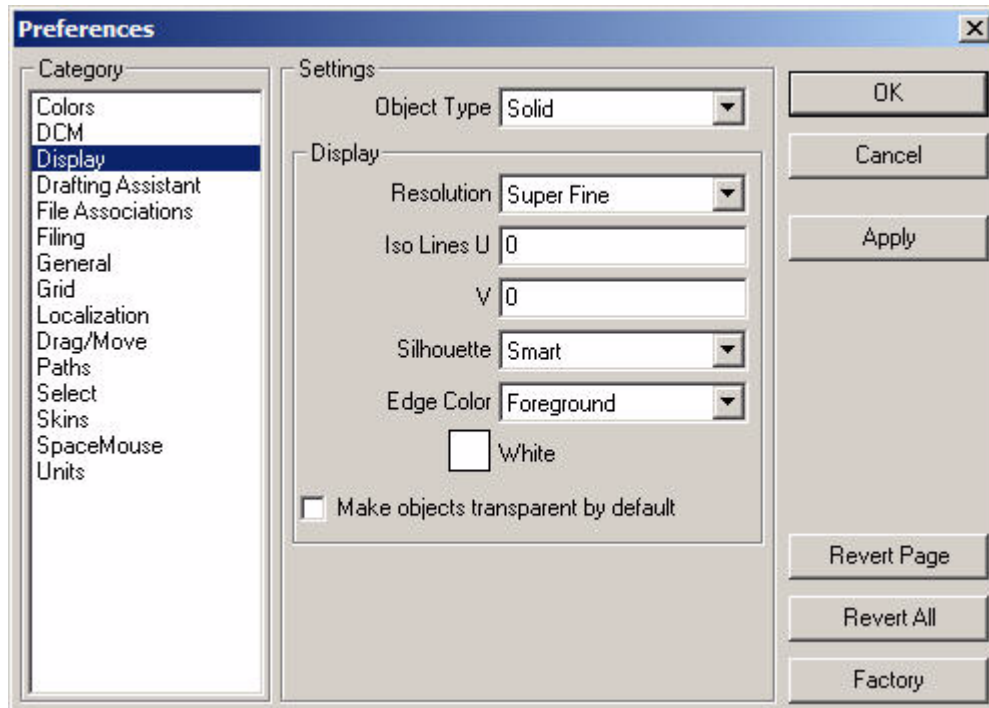 Preferences
Category
Colors
DCM
Display
Drafting Assistant
File Associations
Filing
General
Grid
Localization
Drag/Move
Paths
Select
Skins
SpaceMouse
Units
Settings
Object Type Solid
Display
Resolution Super Fine
Iso Lines U 0
V 0
Silhouette Smart
Edge Color Foreground
White
Make objects transparent by default
OK
Cancel
Apply
Revert Page
Revert All
Factory